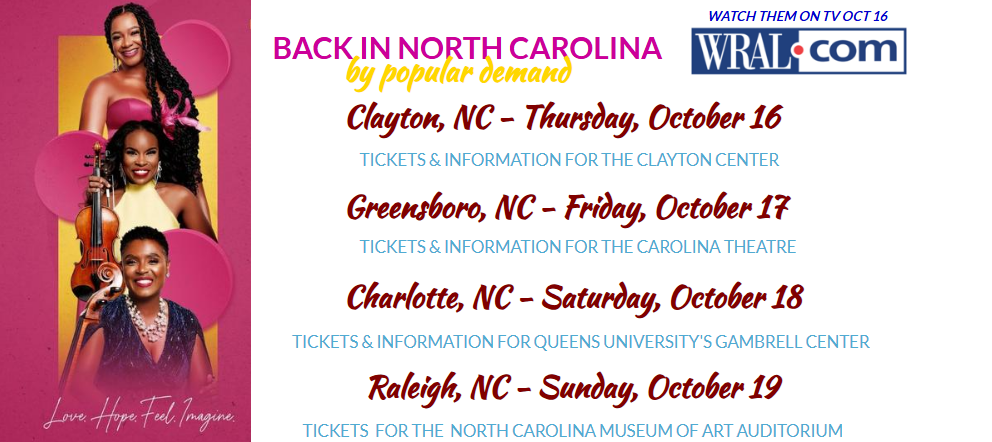 WATCH THEM ON TV OCT 16
WRAL.com
BACK IN NORTH CAROLINA
by popular demand
Clayton, NC - Thursday, October 16
TICKETS & INFORMATION FOR THE CLAYTON CENTER
Greensboro, NC - Friday, October 17
TICKETS & INFORMATION FOR THE CAROLINA THEATRE
Charlotte, NC - Saturday, October 18
TICKETS & INFORMATION FOR QUEENS UNIVERSITY'S GAMBRELL CENTER
Raleigh, NC - Sunday, October 19
TICKETS FOR THE NORTH CAROLINA MUSEUM OF ART AUDITORIUM
Love. Hope. Feel. Imagine.